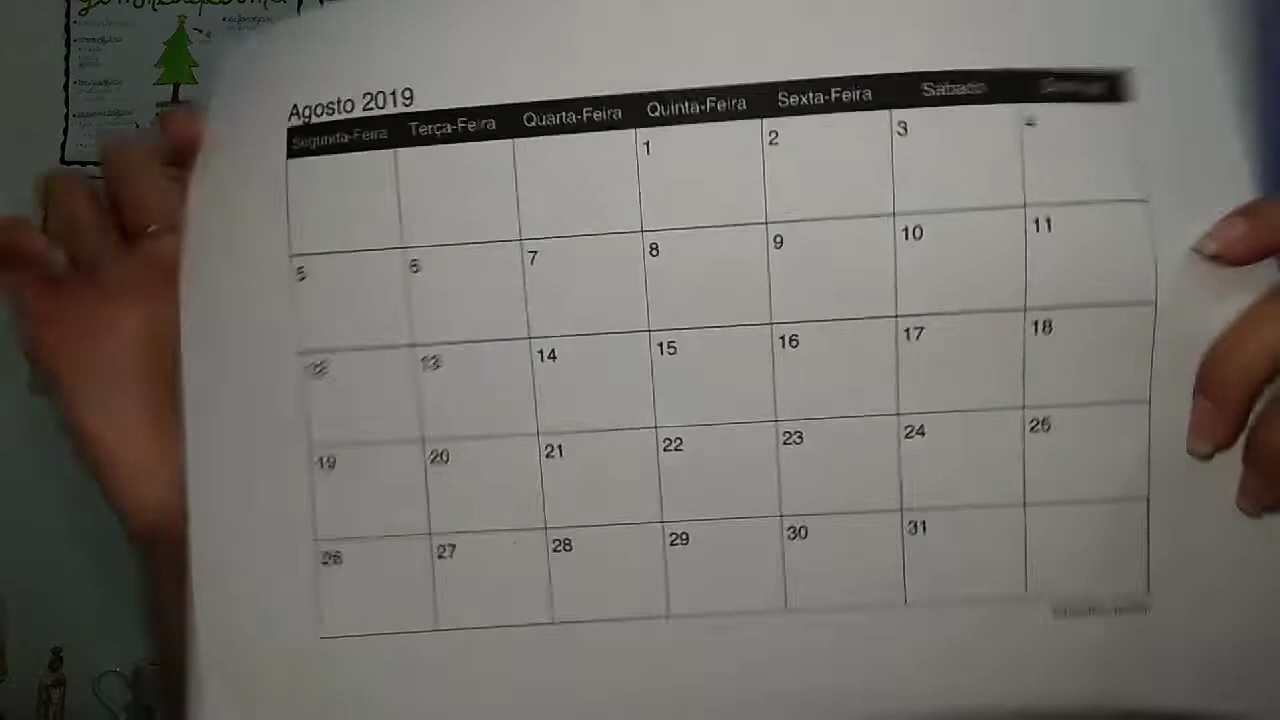 Agosto 2019
Segunda-Feira Terça-Feira Quarta-Feira Quinta-Feira Sexta-Feira Sábado
1 2 3 4
5 6 7 8 9 10 11
12 13 14 15 16 17 18
19 20 21 22 23 24 25
26 27 28 29 30 31